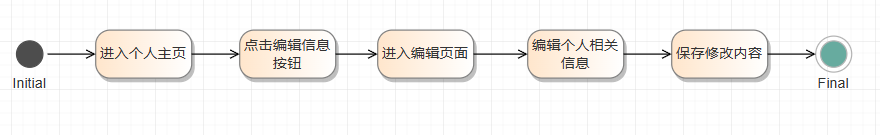 进入个人主页
点击编辑信息
按钮
进入编辑页面
编辑个人相关
信息
保存修改内容
Initial
Final